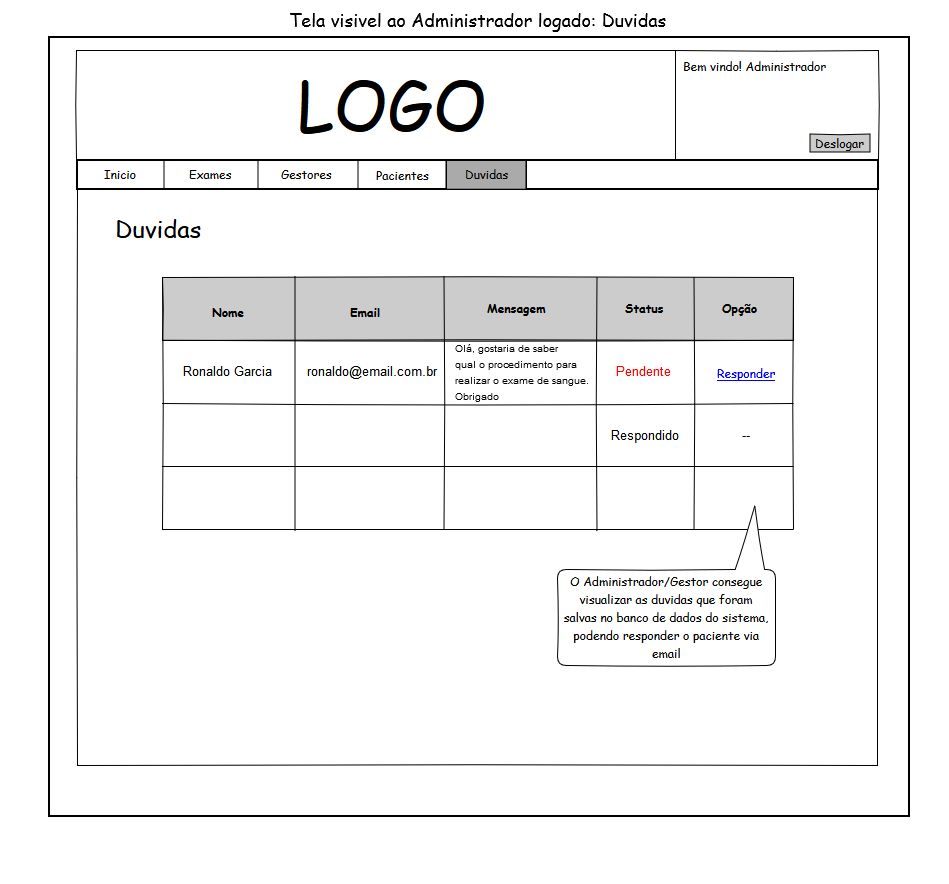 Tela visivel ao Administrador logado: Duvidas
LOGO
Bem vindo! Administrador
Deslogar
Inicio Exames Gestores Pacientes Duvidas
Duvidas
Nome Email Mensagem Status Opção
Ronaldo Garcia ronaldo@email.com.br
Olá, gostaria de saber
qual o procedimento para
realizar o exame de sangue.
Obrigado
Pendente Responder
Respondido --
O Administrador/Gestor consegue
visualizar as duvidas que foram
salvas no banco de dados do sistema,
podendo responder o paciente via
email